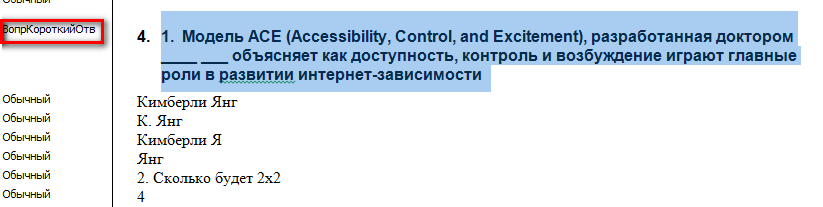 Обычный
ВопрКороткийОтв
4. 1. Модель ACE (Accessibility, Control, and Excitement), разработанная доктором
____ ___ объясняет как доступность, контроль и возбуждение играют главные
роли в развитии интернет-зависимости
Обычный Кимберли Янг
Обычный К. Янг
Обычный Кимберли Я
Обычный Янг
Обычный 2. Сколько будет 2x2
Обычный 4